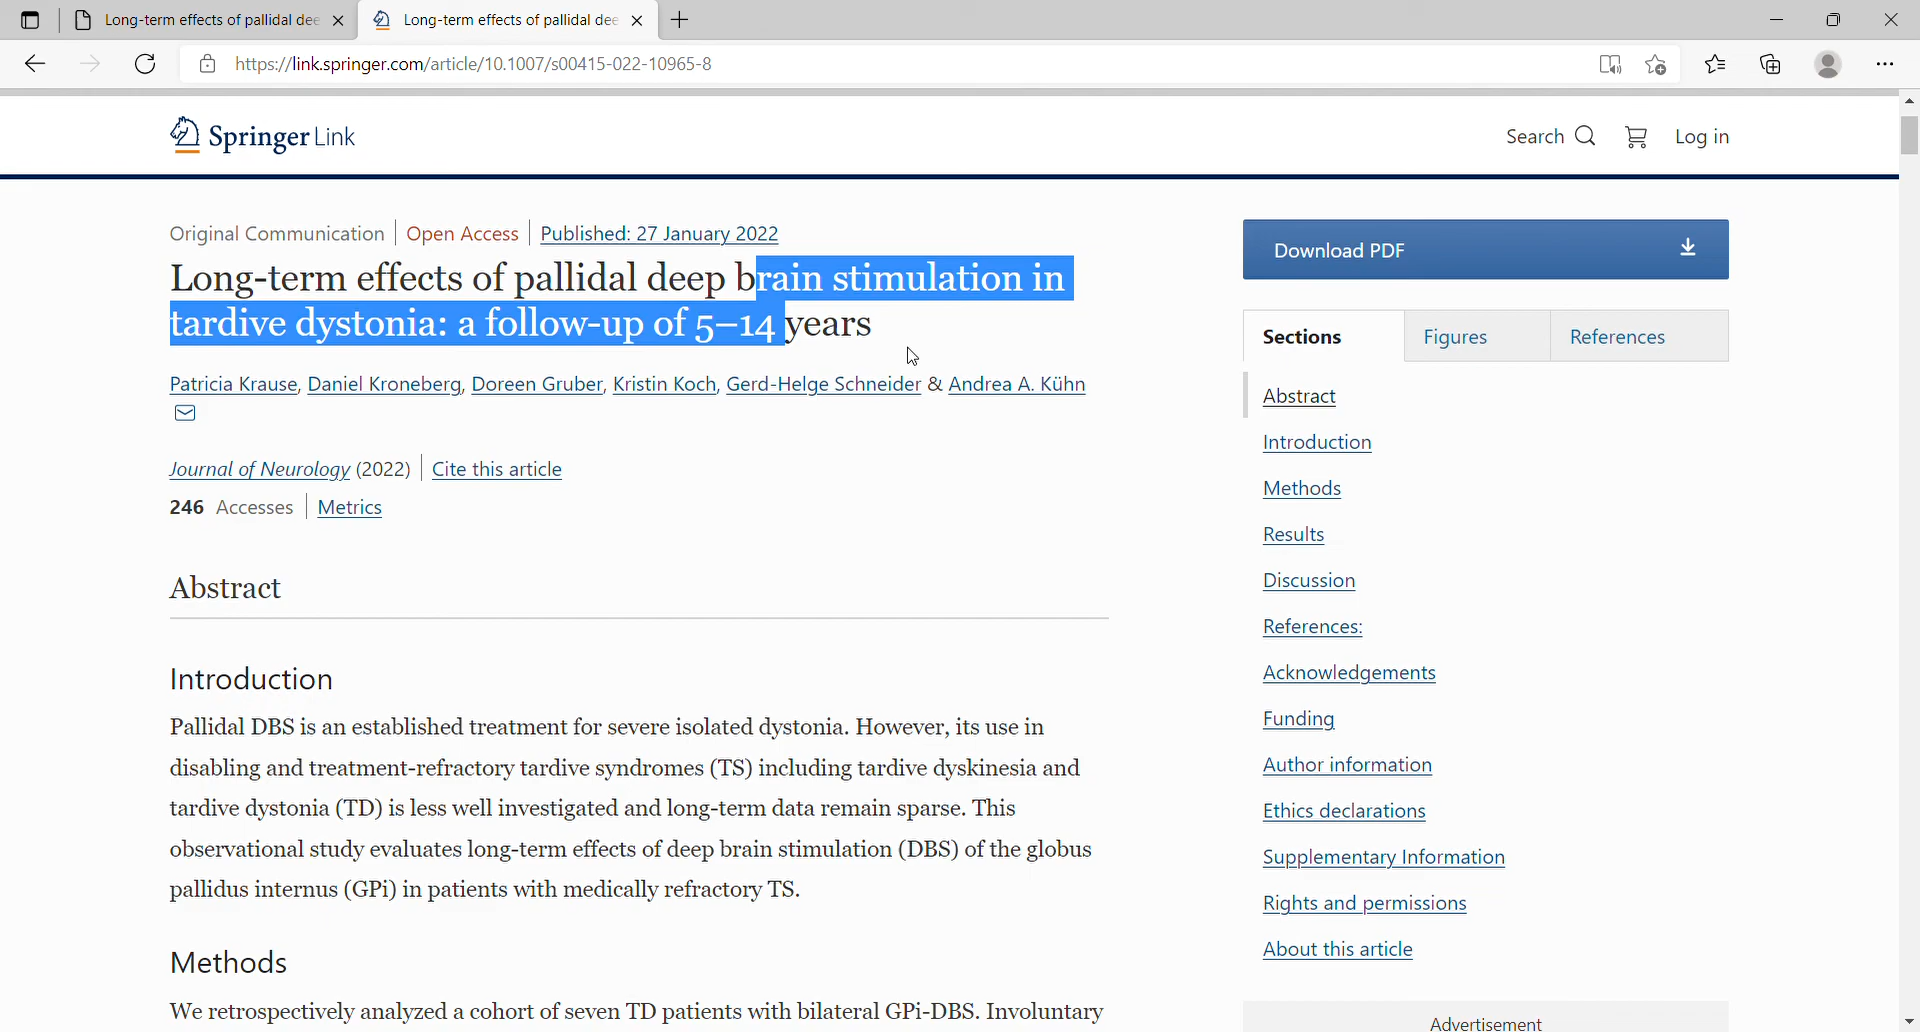 Long-term effects of pallidal dee
Long-term effects of pallidal dee
https://link.springer.com/article/10.1007/s00415-022-10965-8
Springer Link
Search
Log in
Original Communication | Open Access | Published: 27 January 2022
Long-term effects of pallidal deep brain stimulation in
tardive dystonia: a follow-up of 5–14 years
Patricia Krause, Daniel Kroneberg, Doreen Gruber, Kristin Koch, Gerd-Helge Schneider & Andrea A. Kühn
Journal of Neurology (2022) | Cite this article
246 Accesses | Metrics
Abstract
Introduction
Pallidal DBS is an established treatment for severe isolated dystonia. However, its use in
disabling and treatment-refractory tardive syndromes (TS) including tardive dyskinesia and
tardive dystonia (TD) is less well investigated and long-term data remain sparse. This
observational study evaluates long-term effects of deep brain stimulation (DBS) of the globus
pallidus internus (GPi) in patients with medically refractory TS.
Methods
We retrospectively analyzed a cohort of seven TD patients with bilateral GPi-DBS. Involuntary
Download PDF
Sections
Figures
References
Abstract
Introduction
Methods
Results
Discussion
References:
Acknowledgements
Funding
Author information
Ethics declarations
Supplementary Information
Rights and permissions
About this article
Advertisement